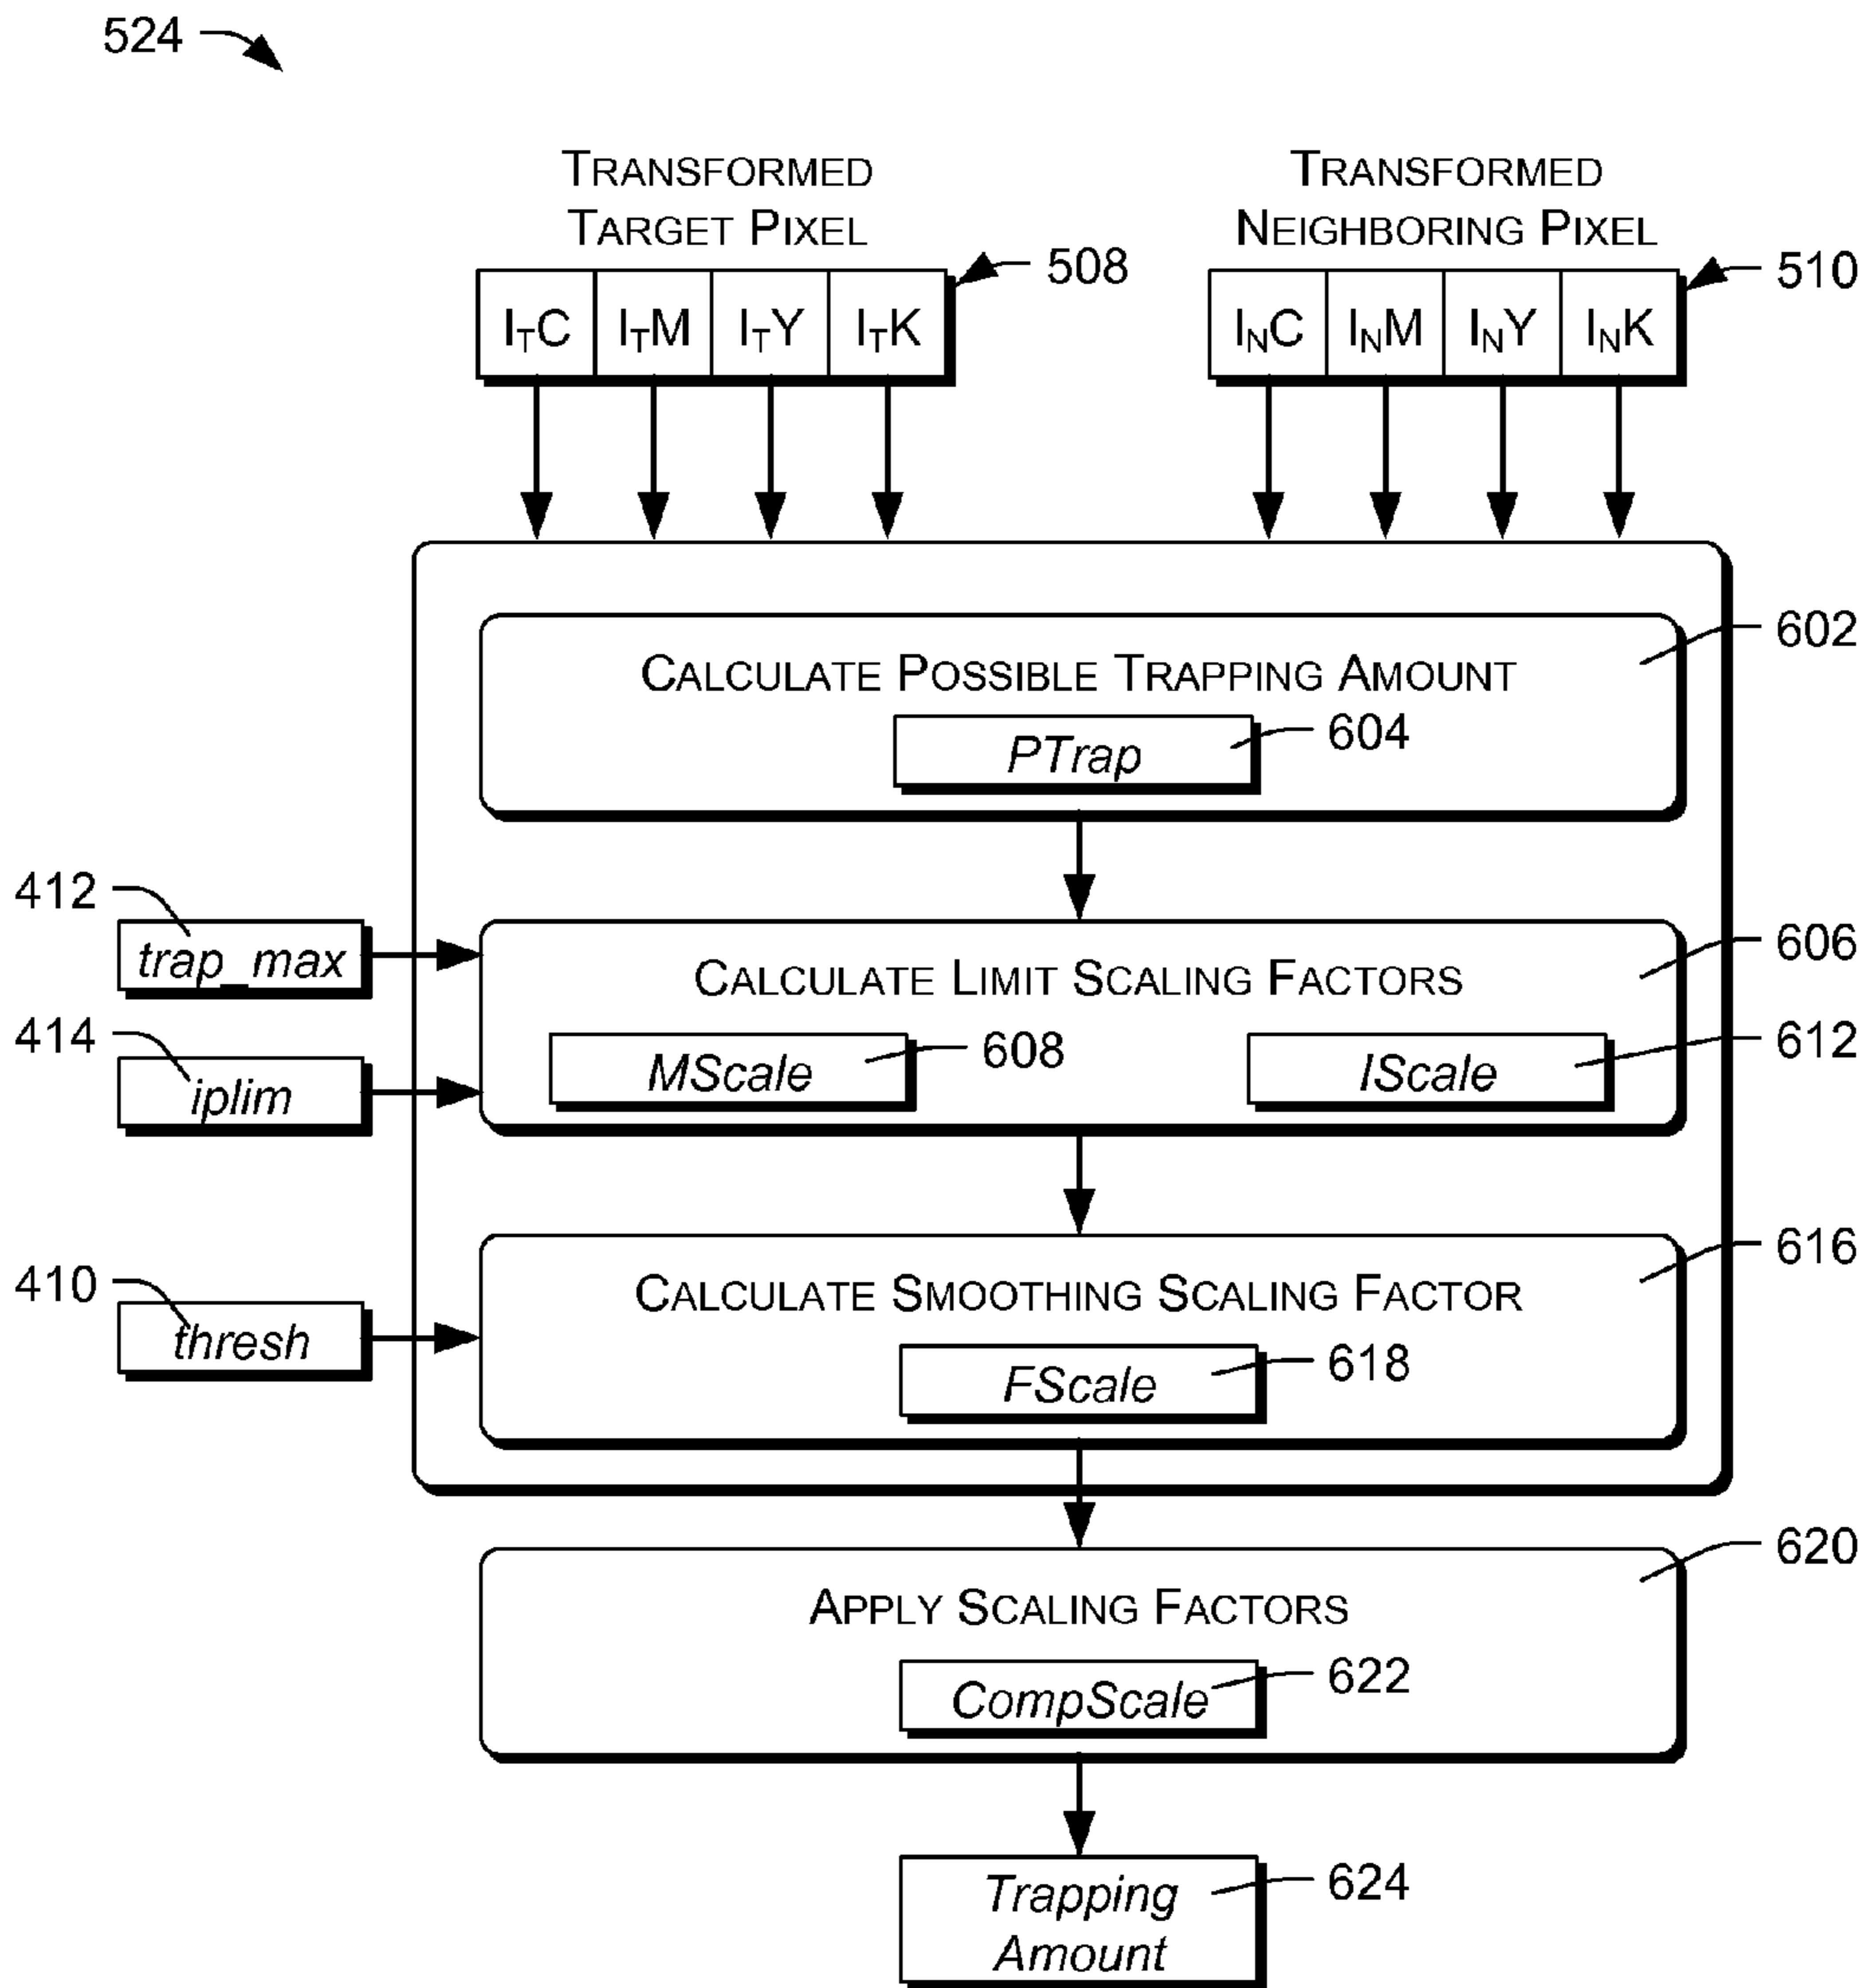 524
TRANSFORMED TARGET PIXEL
TRANSFORMED NEIGHBORING PIXEL
508
510
ITC ITM ITY ITK
INC INM INY INK
602
CALCULATE POSSIBLE TRAPPING AMOUNT
PTrap
604
412
trap_max
606
CALCULATE LIMIT SCALING FACTORS
414
iplim
MScale
608
IScale
612
616
410
thresh
CALCULATE SMOOTHING SCALING FACTOR
FScale
618
620
APPLY SCALING FACTORS
CompScale
622
Trapping
Amount
624